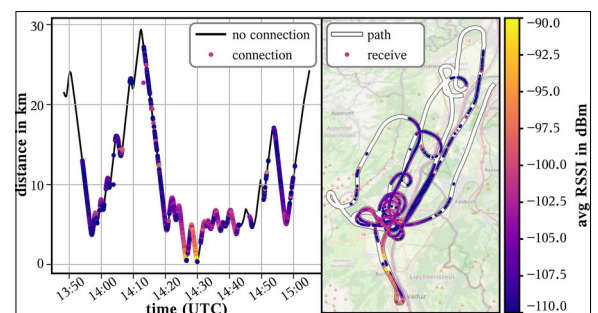 30
20
10
0
distance in km
no connection
connection
13:50
14:00
14:10
14:20
14:30
14:40
14:50
15:00
time (UTC)
path
receive
Liechtenstein
Vaduz
−90.0
−92.5
−95.0
−97.5
−100.0
−102.5
−105.0
−107.5
−110.0
avg RSSI in dBm